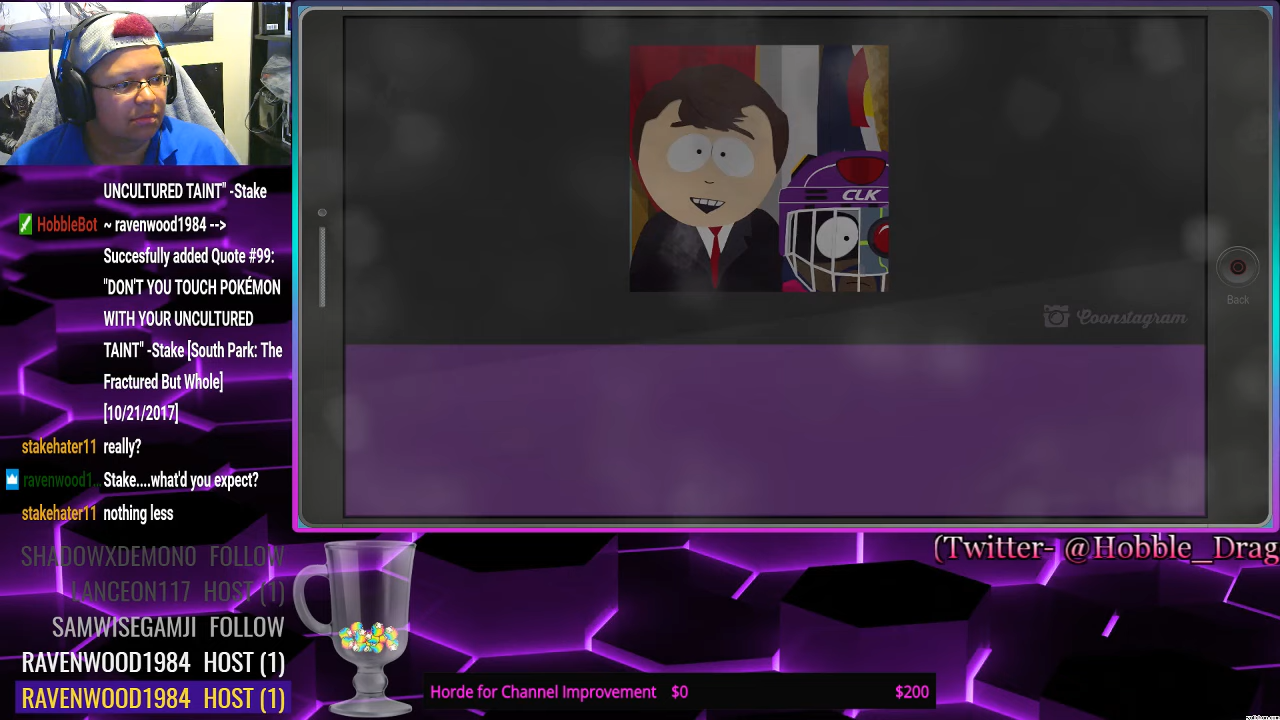 UNCULTURED TAINT" -Stake
HobbleBot ~ ravenwood1984 -->
Succesfully added Quote #99:
"DON'T YOU TOUCH POKÉMON
WITH YOUR UNCULTURED
TAINT" -Stake [South Park: The
Fractured But Whole]
[10/21/2017]
stakehater11 really?
ravenwood1... Stake....what'd you expect?
stakehater11 nothing less
SHADOWXDEMONO FOLLOW
LANCEON117 HOST (1)
SAMWISEGAMJI FOLLOW
RAVENWOOD1984 HOST (1)
RAVENWOOD1984 HOST (1)
CLK
Back
Coonstagram
(Twitter- @Hobble_Drag
Horde for Channel Improvement $0 $200